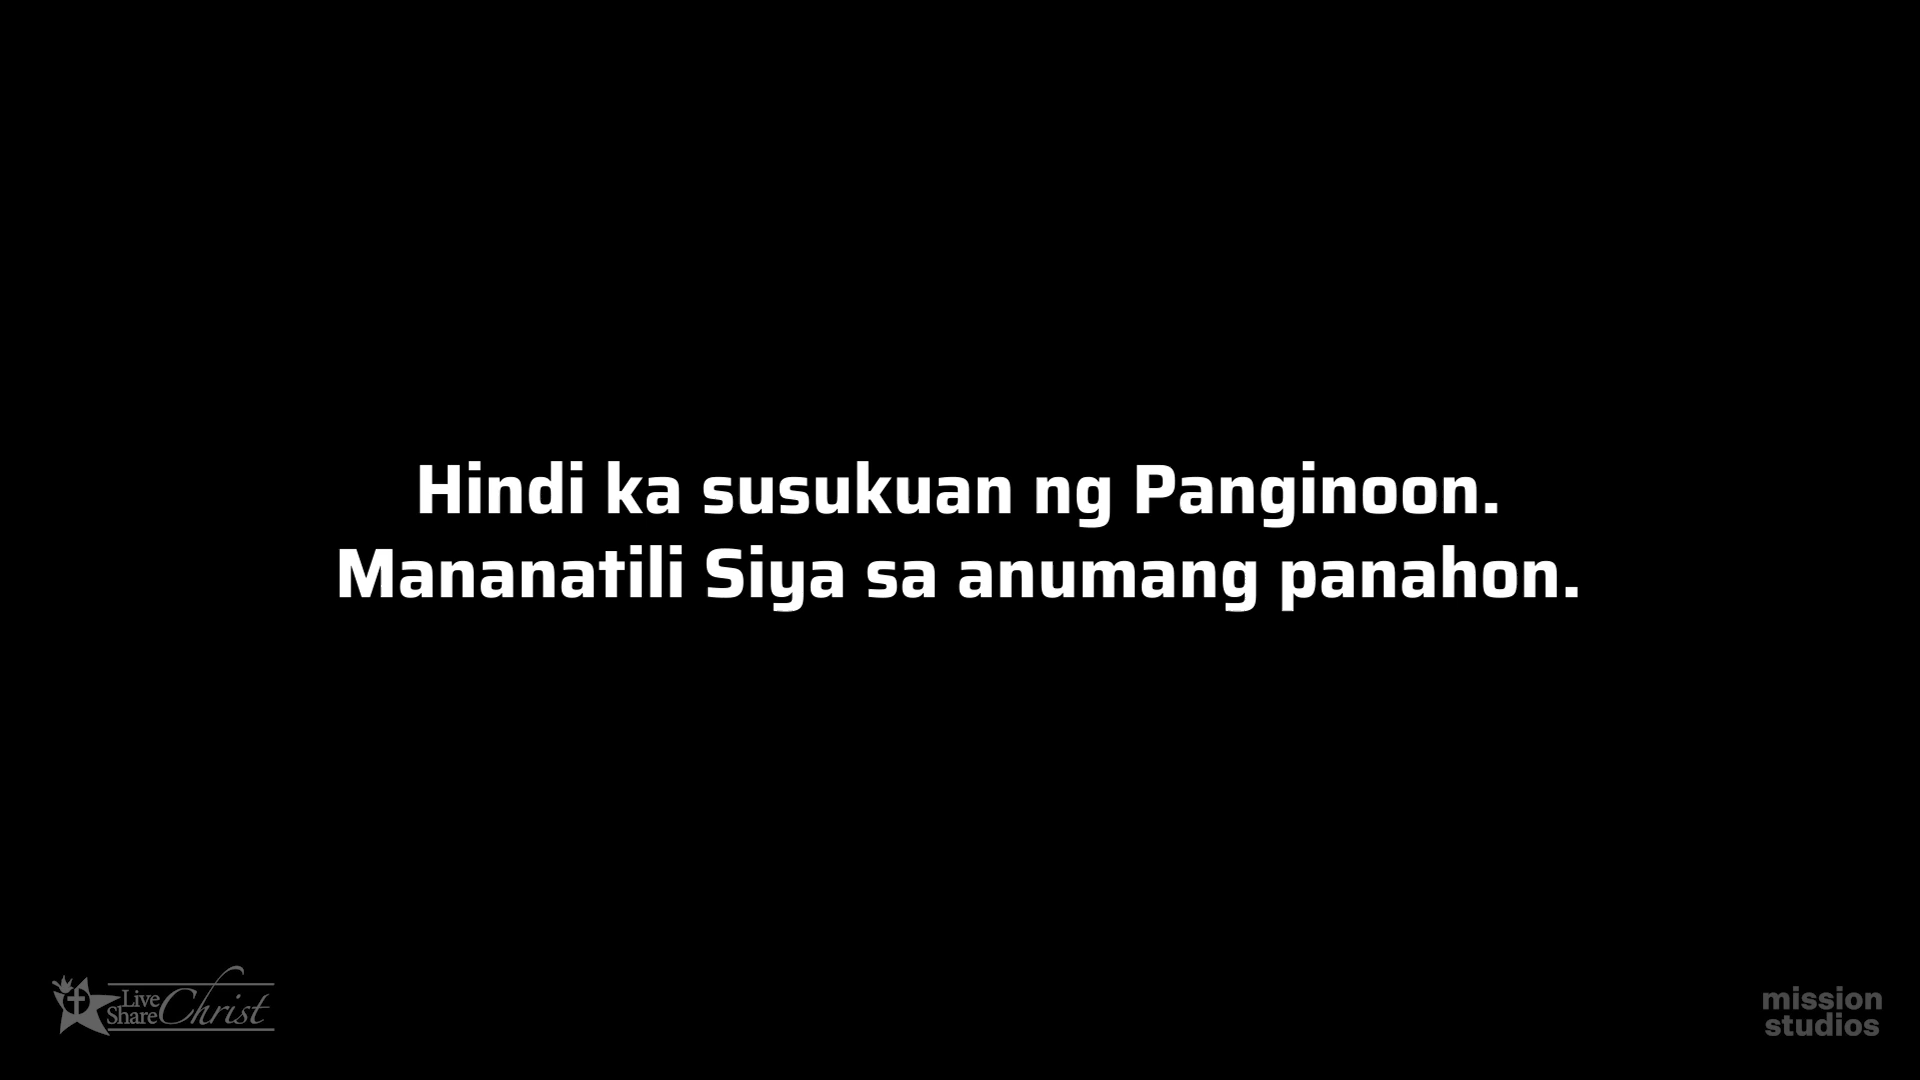 Hindi ka susukuan ng Panginoon.
Mananatili Siya sa anumang panahon.
Live
Share Christ
mission
studios